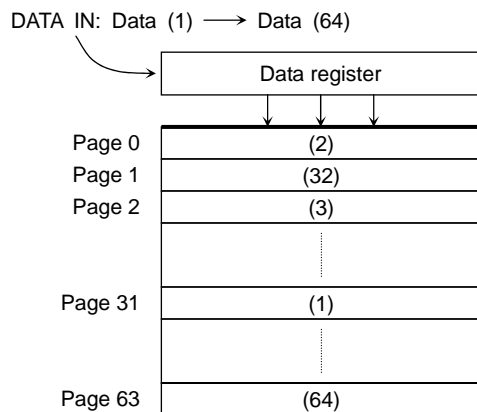 DATA IN: Data (1) → Data (64)
Data register
Page 0 (2)
Page 1 (32)
Page 2 (3)
Page 31 (1)
Page 63 (64)